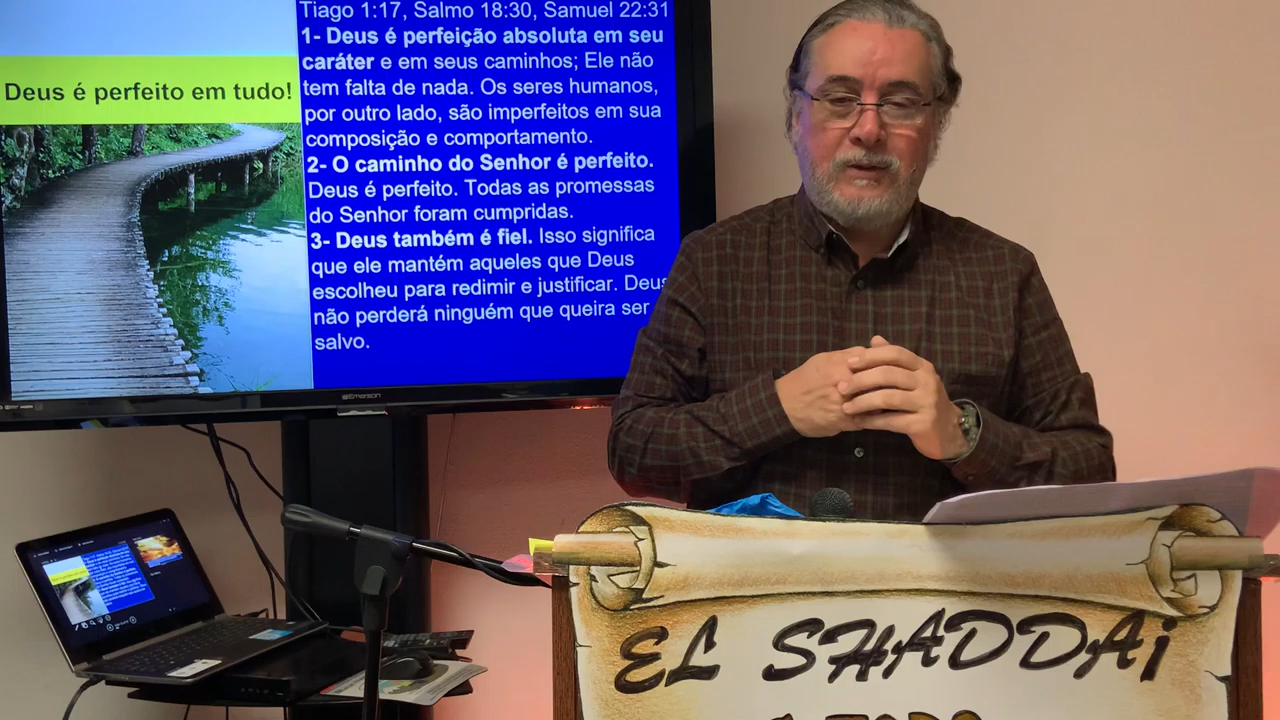 Deus é perfeito em tudo!
Tiago 1:17, Salmo 18:30, Samuel 22:31
1- Deus é perfeição absoluta em seu
caráter e em seus caminhos; Ele não
tem falta de nada. Os seres humanos,
por outro lado, são imperfeitos em sua
composição e comportamento.
2- O caminho do Senhor é perfeito.
Deus é perfeito. Todas as promessas
do Senhor foram cumpridas.
3- Deus também é fiel. Isso significa
que ele mantém aqueles que Deus
escolheu para redimir e justificar. Deus
não perderá ninguém que queira ser
salvo.
Emerson
EL SHADDAi